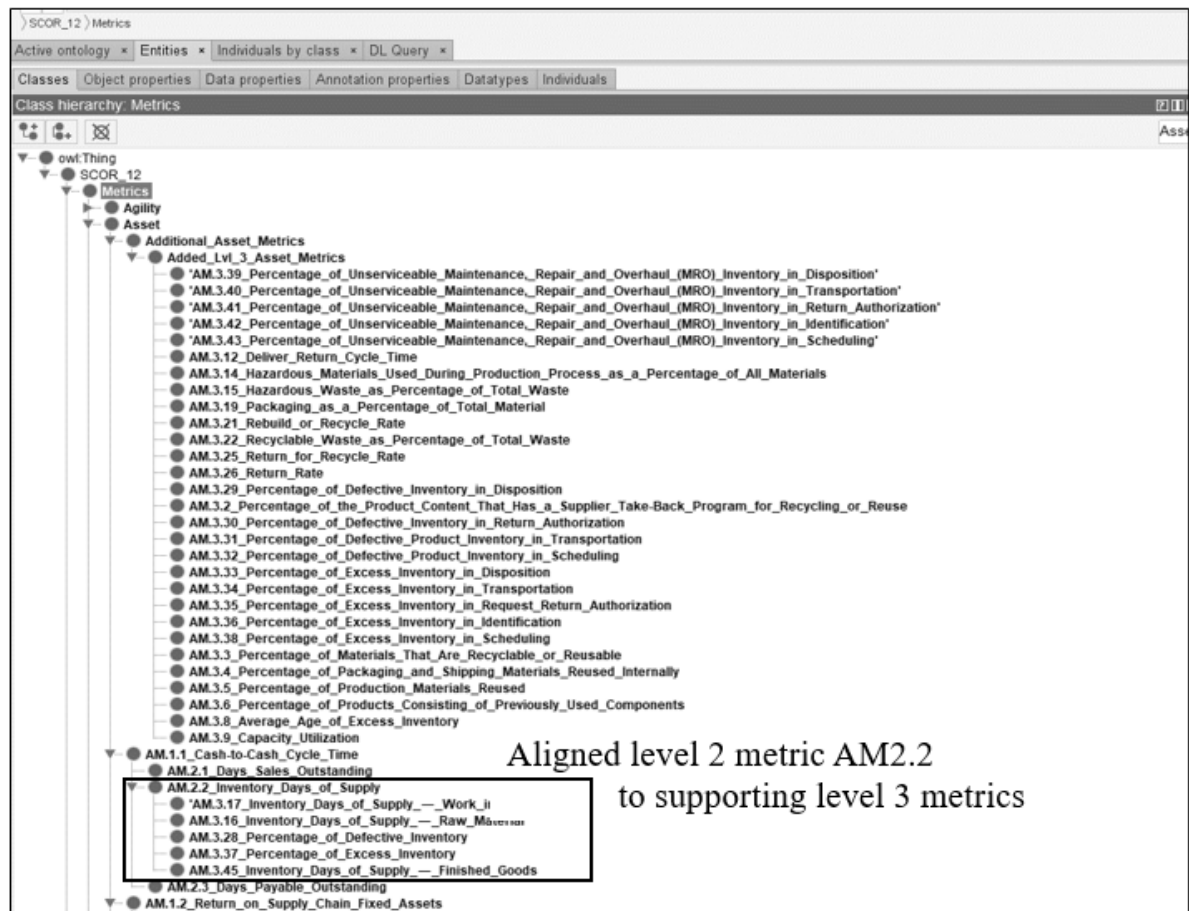 SCOR_12 Metrics
Active ontology × Entities × Individuals by class × DL Query ×
Classes Object properties Data properties Annotation properties Datatypes Individuals
Class hierarchy: Metrics
owl:Thing
SCOR_12
Metrics
Agility
Asset
Additional_Asset_Metrics
Added_Lvl_3_Asset_Metrics
'AM.3.39_Percentage_of_Unserviceable_Maintenance,_Repair_and_Overhaul_(MRO)_Inventory_in_Disposition'
'AM.3.40_Percentage_of_Unserviceable_Maintenance,_Repair_and_Overhaul_(MRO)_Inventory_in_Transportation'
'AM.3.41_Percentage_of_Unserviceable_Maintenance,_Repair_and_Overhaul_(MRO)_Inventory_in_Return_Authorization'
'AM.3.42_Percentage_of_Unserviceable_Maintenance,_Repair_and_Overhaul_(MRO)_Inventory_in_Identification'
'AM.3.43_Percentage_of_Unserviceable_Maintenance,_Repair_and_Overhaul_(MRO)_Inventory_in_Scheduling'
AM.3.12_Deliver_Return_Cycle_Time
AM.3.14_Hazardous_Materials_Used_During_Production_Process_as_a_Percentage_of_All_Materials
AM.3.15_Hazardous_Waste_as_Percentage_of_Total_Waste
AM.3.19_Packaging_as_a_Percentage_of_Total_Material
AM.3.21_Rebuild_or_Recycle_Rate
AM.3.22_Recyclable_Waste_as_Percentage_of_Total_Waste
AM.3.25_Return_for_Recycle_Rate
AM.3.26_Return_Rate
AM.3.29_Percentage_of_Defective_Inventory_in_Disposition
AM.3.2_Percentage_of_the_Product_Content_That_Has_a_Supplier_Take-Back_Program_for_Recycling_or_Reuse
AM.3.30_Percentage_of_Defective_Inventory_in_Return_Authorization
AM.3.31_Percentage_of_Defective_Product_Inventory_in_Transportation
AM.3.32_Percentage_of_Defective_Product_Inventory_in_Scheduling
AM.3.33_Percentage_of_Excess_Inventory_in_Disposition
AM.3.34_Percentage_of_Excess_Inventory_in_Transportation
AM.3.35_Percentage_of_Excess_Inventory_in_Request_Return_Authorization
AM.3.36_Percentage_of_Excess_Inventory_in_Identification
AM.3.38_Percentage_of_Excess_Inventory_in_Scheduling
AM.3.3_Percentage_of_Materials_That_Are_Recyclable_or_Reusable
AM.3.4_Percentage_of_Packaging_and_Shipping_Materials_Reused_Internally
AM.3.5_Percentage_of_Production_Materials_Reused
AM.3.6_Percentage_of_Products_Consisting_of_Previously_Used_Components
AM.3.8_Average_Age_of_Excess_Inventory
AM.3.9_Capacity_Utilization
AM.1.1_Cash-to-Cash_Cycle_Time
Aligned level 2 metric AM2.2
AM.2.1_Days_Sales_Outstanding
AM.2.2_Inventory_Days_of_Supply
to supporting level 3 metrics
'AM.3.17_Inventory_Days_of_Supply_—_Work_i
AM.3.16_Inventory_Days_of_Supply_—_Raw_Material
AM.3.28_Percentage_of_Defective_Inventory
AM.3.37_Percentage_of_Excess_Inventory
AM.3.45_Inventory_Days_of_Supply_—_Finished_Goods
AM.2.3_Days_Payable_Outstanding
AM.1.2_Return_on_Supply_Chain_Fixed_Assets